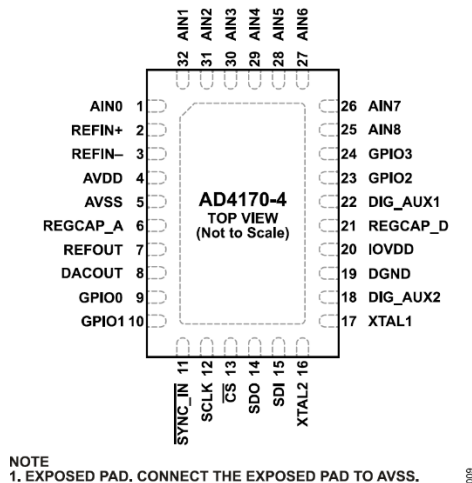 32 AIN1
31 AIN2
30 AIN3
29 AIN4
28 AIN5
27 AIN6
AIN0 1
REFIN+ 2
REFIN– 3
AVDD 4
AVSS 5
REGCAP_A 6
REFOUT 7
DACOUT 8
GPIO0 9
GPIO1 10
AD4170-4
TOP VIEW
(Not to Scale)
26 AIN7
25 AIN8
24 GPIO3
23 GPIO2
22 DIG_AUX1
21 REGCAP_D
20 IOVDD
19 DGND
18 DIG_AUX2
17 XTAL1
SYNC_IN 11
SCLK 12
CS 13
SDO 14
SDI 15
XTAL2 16
NOTE
1. EXPOSED PAD. CONNECT THE EXPOSED PAD TO AVSS.
009